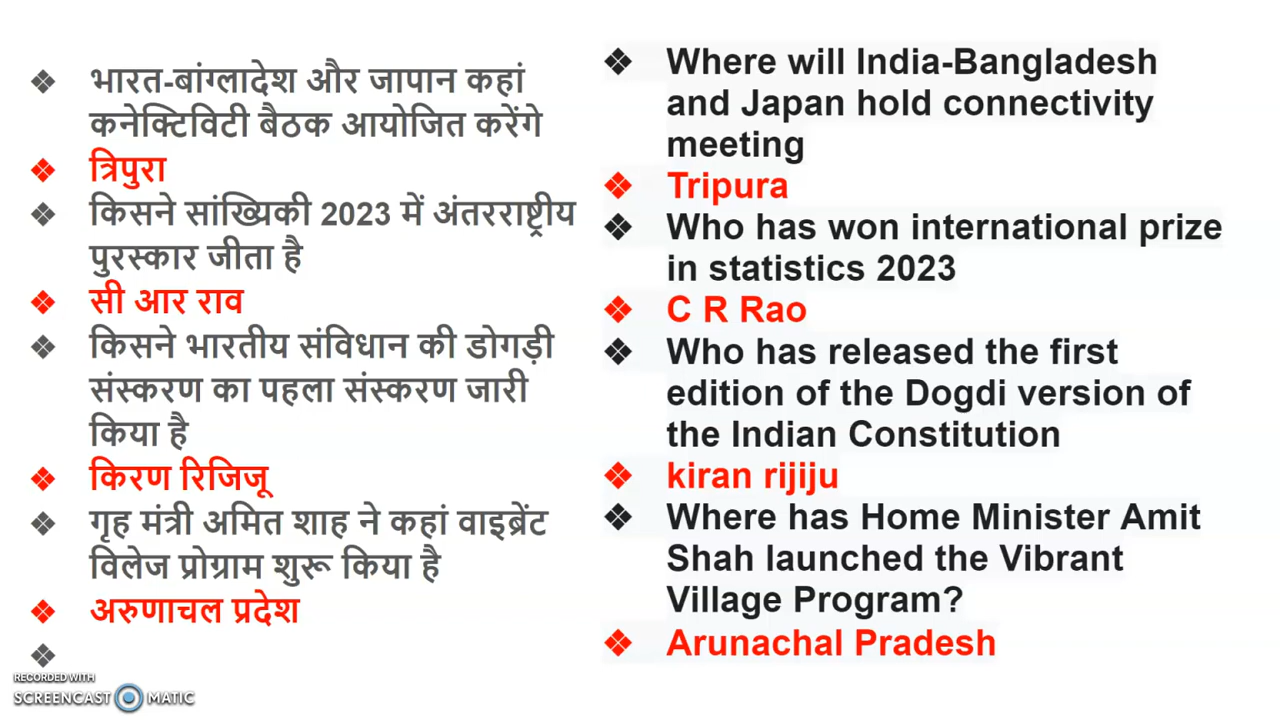 भारत-बांग्लादेश और जापान कहां
कनेक्टिविटी बैठक आयोजित करेंगे
त्रिपुरा
किसने सांख्यिकी 2023 में अंतरराष्ट्रीय
पुरस्कार जीता है
सी आर राव
किसने भारतीय संविधान की डोगड़ी
संस्करण का पहला संस्करण जारी
किया है
किरण रिजिजू
गृह मंत्री अमित शाह ने कहां वाइब्रेंट
विलेज प्रोग्राम शुरू किया है
अरुणाचल प्रदेश
Where will India-Bangladesh
and Japan hold connectivity
meeting
Tripura
Who has won international prize
in statistics 2023
C R Rao
Who has released the first
edition of the Dogdi version of
the Indian Constitution
kiran rijiju
Where has Home Minister Amit
Shah launched the Vibrant
Village Program?
Arunachal Pradesh
RECORDED WITH
SCREENCAST MATIC